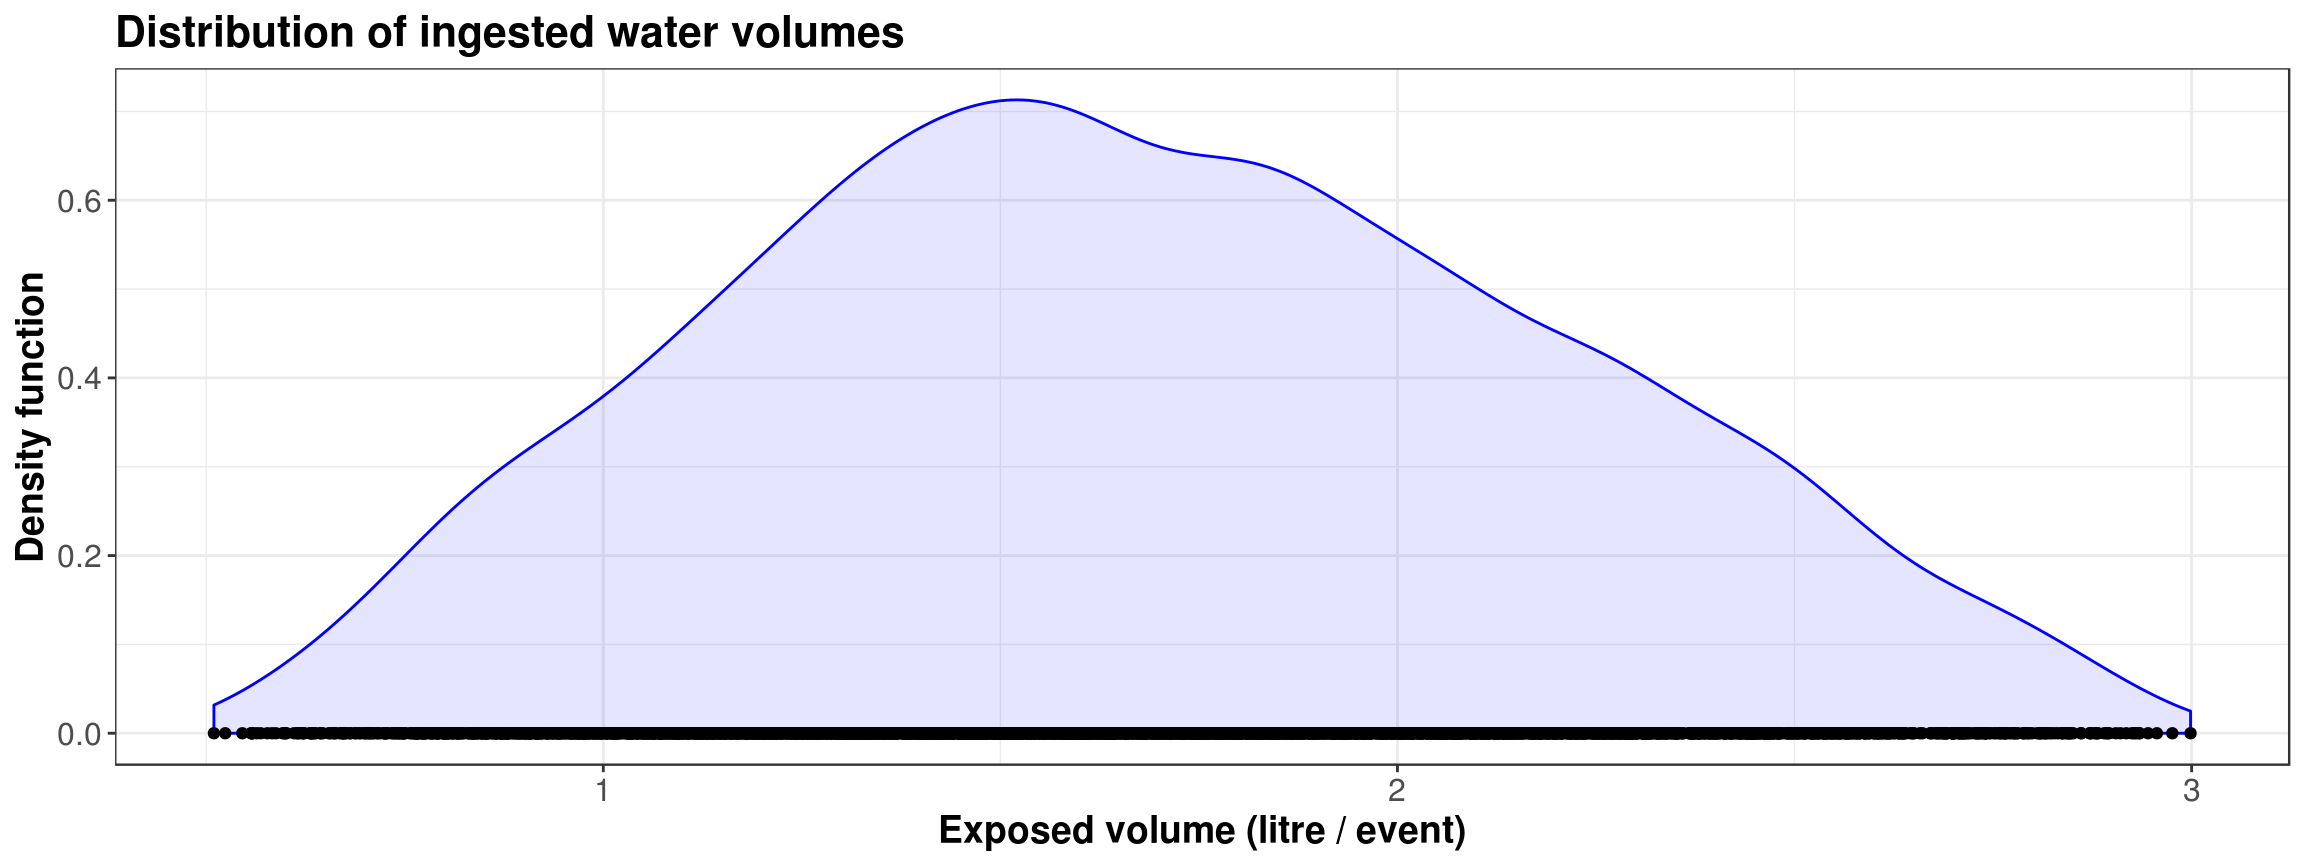 Distribution of ingested water volumes
Density function
0.6
0.4
0.2
0.0
1 2 3
Exposed volume (litre / event)